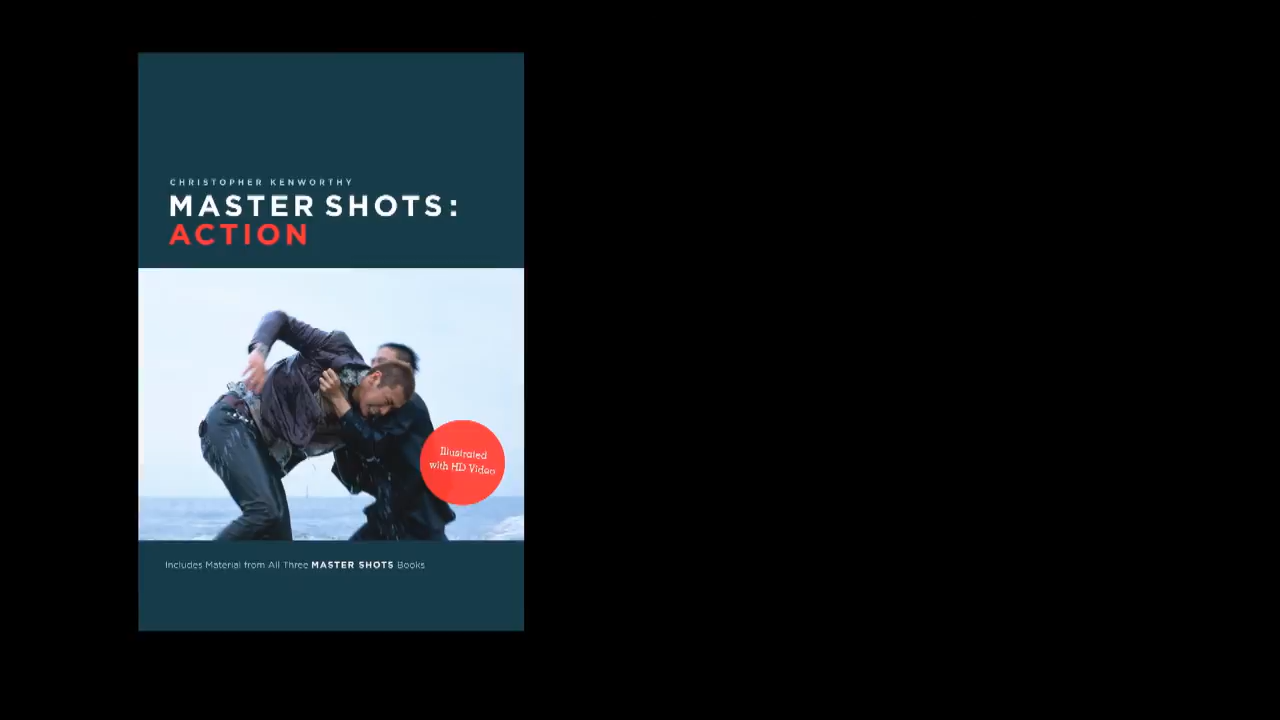 CHRISTOPHER KENWORTHY
MASTER SHOTS:
ACTION
Illustrated
with HD Video
Includes Material from All Three MASTER SHOTS Books